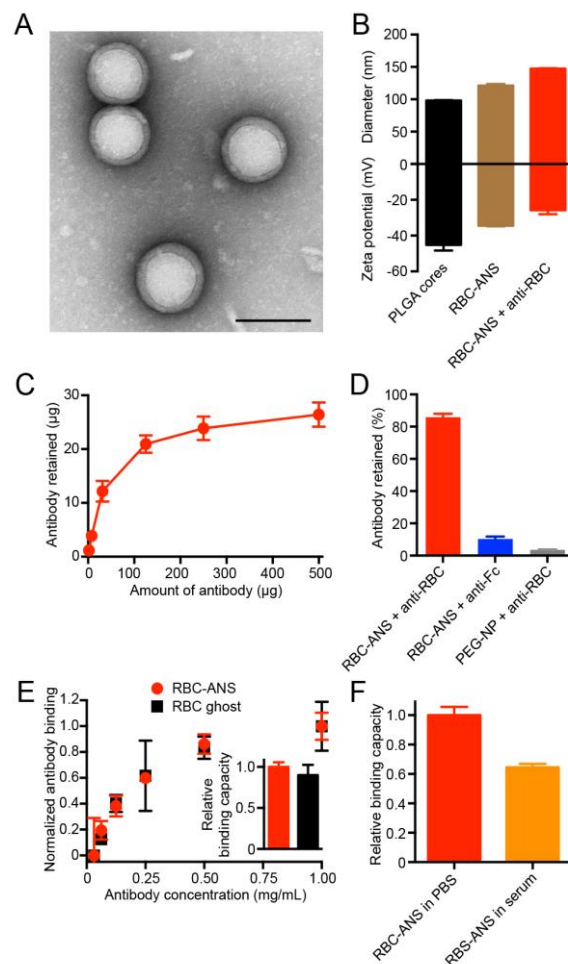 A
B
Diameter (nm)
Zeta potential (mV)
200
150
100
50
0
-20
-40
-60
PLGA cores
RBC-ANS
RBC-ANS + anti-RBC
C
Antibody retained (µg)
30
20
10
0
0 100 200 300 400 500
Amount of antibody (µg)
D
Antibody retained (%)
100
80
60
40
20
0
RBC-ANS + anti-RBC
RBC-ANS + anti-Fc
PEG-NP + anti-RBC
E
Normalized antibody binding
1.2
1.0
0.8
0.6
0.4
0.2
0
RBC-ANS
RBC ghost
Relative
binding capacity
1
0
0 0.25 0.50 0.75 1.00
Antibody concentration (mg/mL)
F
Relative binding capacity
1.2
1.0
0.8
0.6
0.4
0.2
0
RBC-ANS in PBS
RBS-ANS in serum